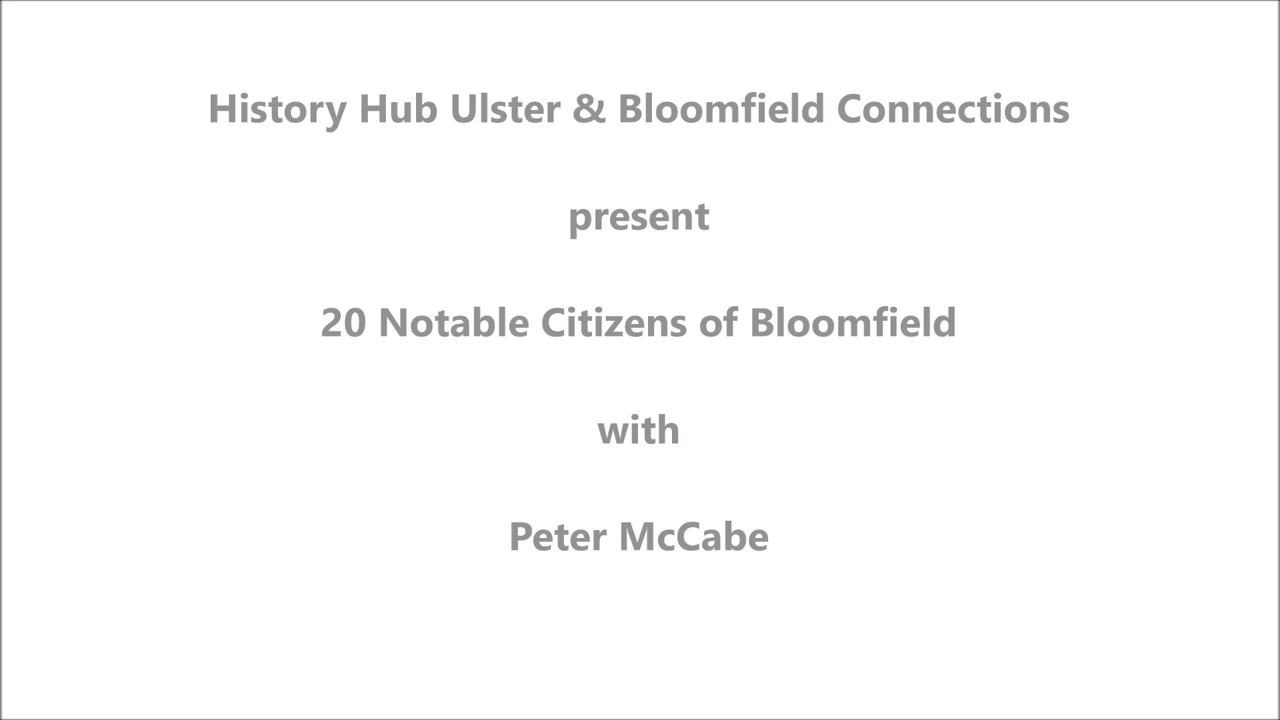 History Hub Ulster & Bloomfield Connections
present
20 Notable Citizens of Bloomfield
with
Peter McCabe